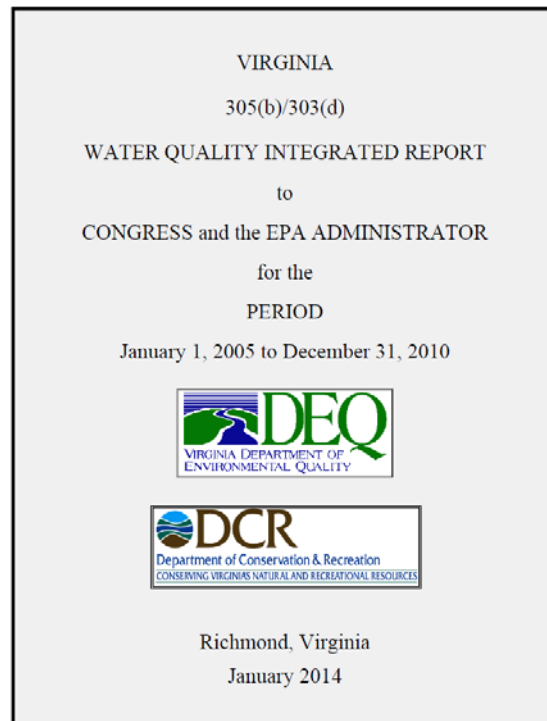 VIRGINIA
305(b)/303(d)
WATER QUALITY INTEGRATED REPORT
to
CONGRESS and the EPA ADMINISTRATOR
for the
PERIOD
January 1, 2005 to December 31, 2010
DEQ
VIRGINIA DEPARTMENT OF
ENVIRONMENTAL QUALITY
DCR
Department of Conservation & Recreation
CONSERVING VIRGINIA'S NATURAL AND RECREATIONAL RESOURCES
Richmond, Virginia
January 2014